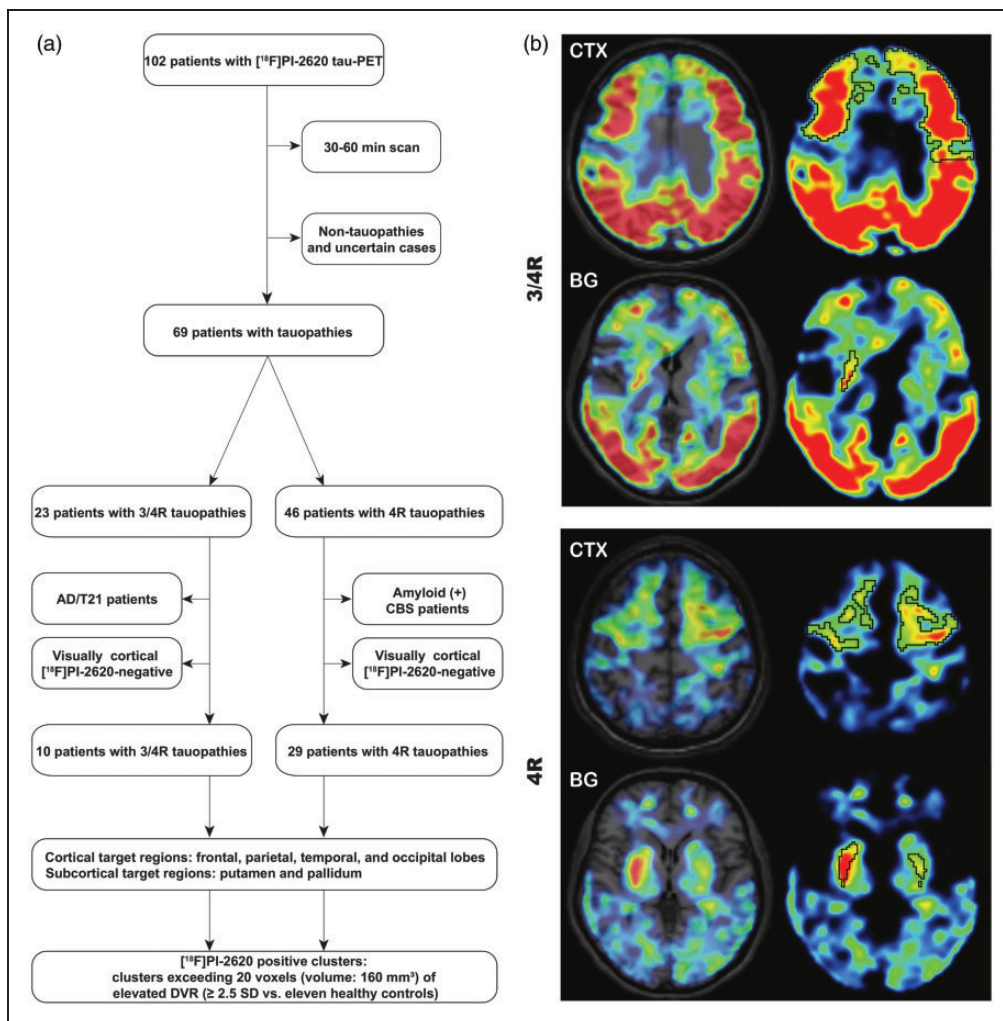 (a)
102 patients with [¹⁸F]PI-2620 tau-PET
30-60 min scan
Non-tauopathies
and uncertain cases
69 patients with tauopathies
23 patients with 3/4R tauopathies
46 patients with 4R tauopathies
AD/T21 patients
Amyloid (+)
CBS patients
Visually cortical
[¹⁸F]PI-2620-negative
Visually cortical
[¹⁸F]PI-2620-negative
10 patients with 3/4R tauopathies
29 patients with 4R tauopathies
Cortical target regions: frontal, parietal, temporal, and occipital lobes
Subcortical target regions: putamen and pallidum
[¹⁸F]PI-2620 positive clusters:
clusters exceeding 20 voxels (volume: 160 mm³) of
elevated DVR (≥ 2.5 SD vs. eleven healthy controls)
(b)
CTX
3/4R
BG
CTX
4R
BG